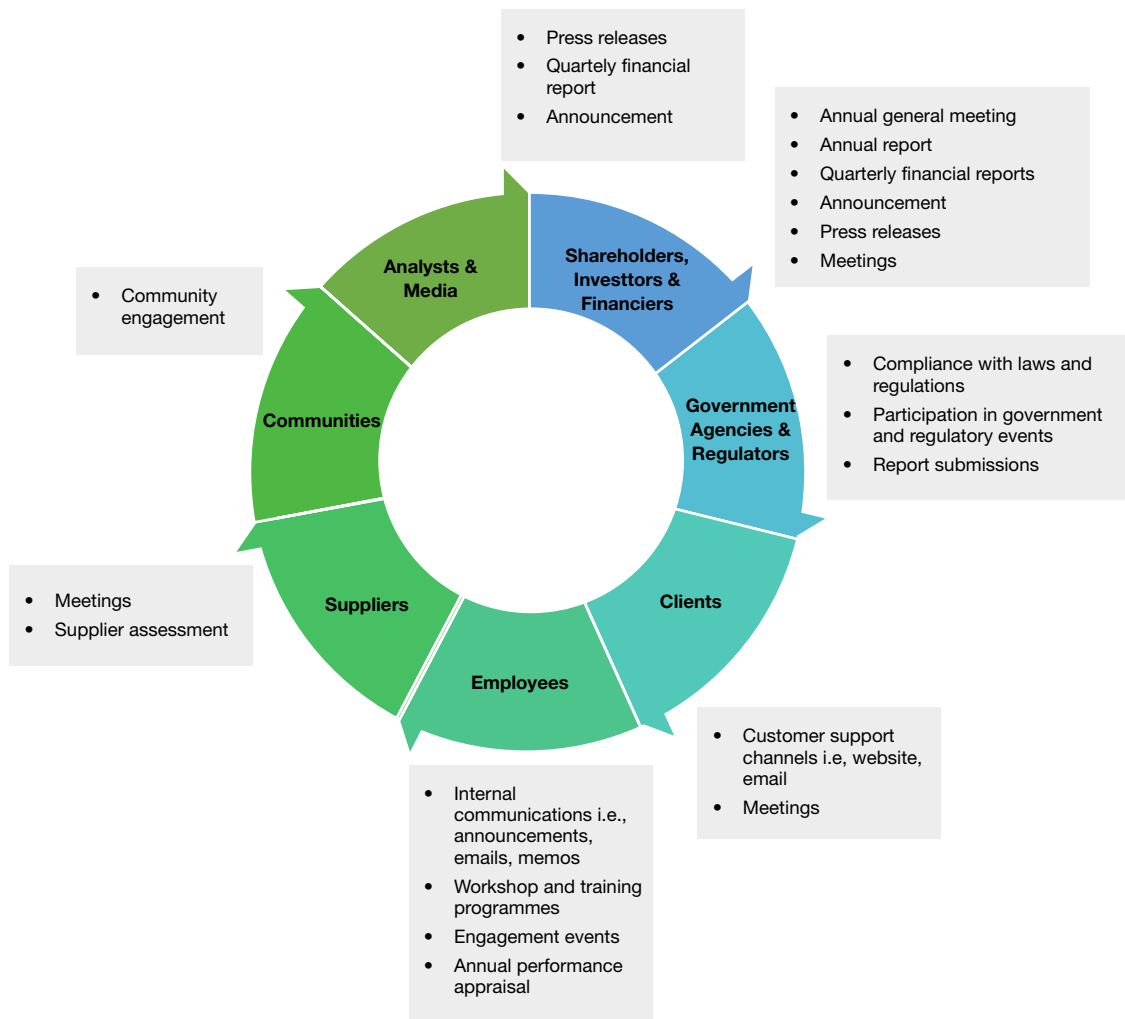 • Press releases
• Quartely financial
report
• Announcement
• Annual general meeting
• Annual report
• Quarterly financial reports
• Announcement
• Press releases
• Meetings
Shareholders,
Investtors &
Financiers
Analysts &
Media
• Community
engagement
• Compliance with laws and
regulations
• Participation in government
and regulatory events
• Report submissions
Government
Agencies &
Regulators
Communities
• Meetings
• Supplier assessment
Suppliers
Clients
Employees
• Customer support
channels i.e, website,
email
• Meetings
• Internal
communications i.e.,
announcements,
emails, memos
• Workshop and training
programmes
• Engagement events
• Annual performance
appraisal